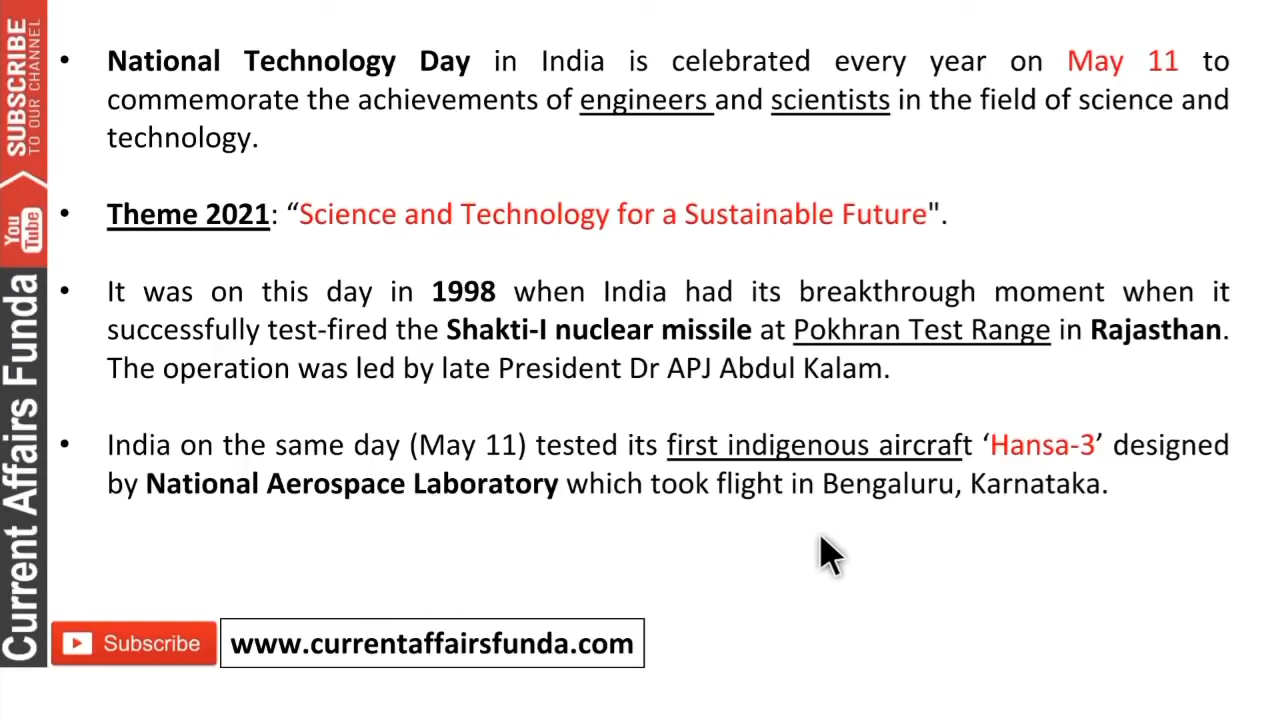 SUBSCRIBE
TO OUR CHANNEL
You
Tube
Current Affairs Funda
• National Technology Day in India is celebrated every year on May 11 to
commemorate the achievements of engineers and scientists in the field of science and
technology.
• Theme 2021: “Science and Technology for a Sustainable Future".
• It was on this day in 1998 when India had its breakthrough moment when it
successfully test-fired the Shakti-I nuclear missile at Pokhran Test Range in Rajasthan.
The operation was led by late President Dr APJ Abdul Kalam.
• India on the same day (May 11) tested its first indigenous aircraft ‘Hansa-3’ designed
by National Aerospace Laboratory which took flight in Bengaluru, Karnataka.
Subscribe
www.currentaffairsfunda.com